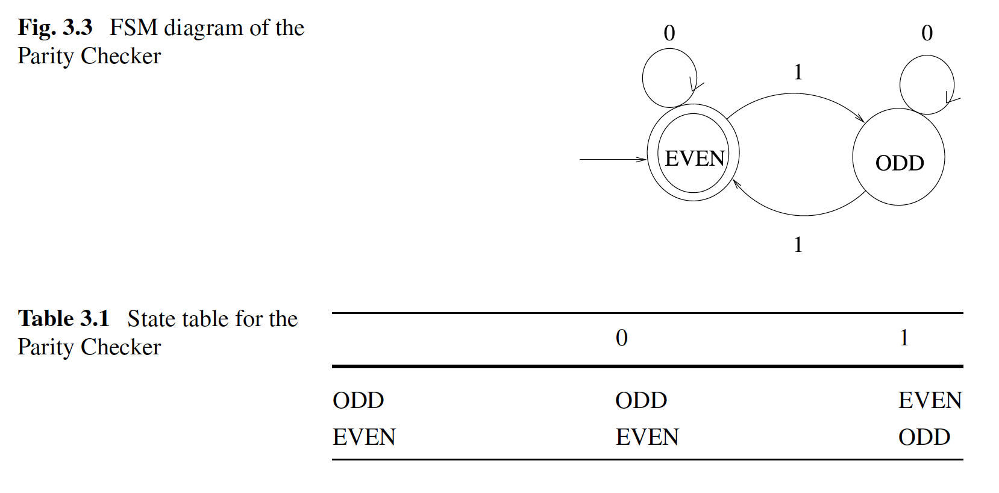 Fig. 3.3 FSM diagram of the
Parity Checker
0
0
1
EVEN
ODD
1
Table 3.1 State table for the
Parity Checker
0 1
ODD ODD EVEN
EVEN EVEN ODD